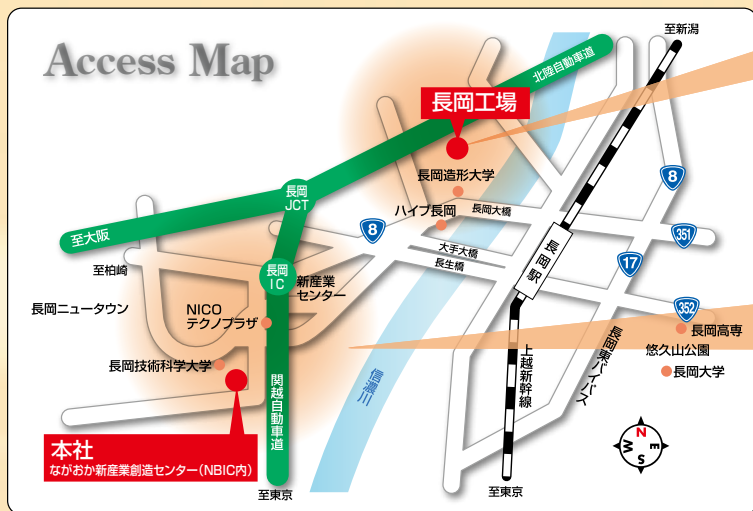 Access Map
至新潟
北陸自動車道
長岡工場
長岡造形大学
長岡
JCT
ハイブ長岡
長岡大橋
8
8
351
至大阪
大手大橋
長生橋
長岡駅
17
至柏崎
長岡
IC
新産業
センター
長岡ニュータウン
NICO
テクノプラザ
352
長岡高専
悠久山公園
長岡大学
長岡技術科学大学
関越自動車道
信濃川
上越新幹線
長岡東バイパス
本社
ながおか新産業創造センター(NBIC内)
N
E
S
W
至東京
至東京